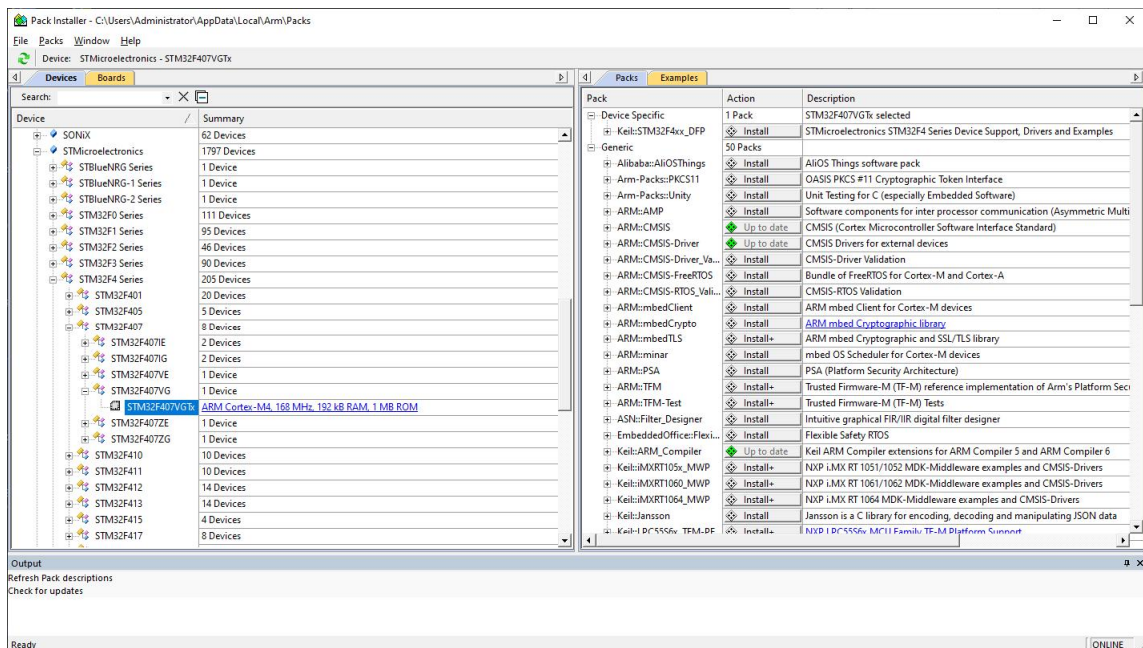 Pack Installer - C:\Users\Administrator\AppData\Local\Arm\Packs
File Packs Window Help
Device: STMicroelectronics - STM32F407VGTx
Devices Boards
Search:
Device / Summary
SONiX 62 Devices
STMicroelectronics 1797 Devices
STBlueNRG Series 1 Device
STBlueNRG-1 Series 1 Device
STBlueNRG-2 Series 1 Device
STM32F0 Series 111 Devices
STM32F1 Series 95 Devices
STM32F2 Series 46 Devices
STM32F3 Series 90 Devices
STM32F4 Series 205 Devices
STM32F401 20 Devices
STM32F405 5 Devices
STM32F407 8 Devices
STM32F407IE 2 Devices
STM32F407IG 2 Devices
STM32F407VE 1 Device
STM32F407VG 1 Device
STM32F407VGTx ARM Cortex-M4, 168 MHz, 192 kB RAM, 1 MB ROM
STM32F407ZE 1 Device
STM32F407ZG 1 Device
STM32F410 10 Devices
STM32F411 10 Devices
STM32F412 14 Devices
STM32F413 14 Devices
STM32F415 4 Devices
STM32F417 8 Devices
Packs Examples
Pack Action Description
Device Specific 1 Pack STM32F407VGTx selected
Keil::STM32F4xx_DFP Install STMicroelectronics STM32F4 Series Device Support, Drivers and Examples
Generic 50 Packs
Alibaba::AliOSThings Install AliOS Things software pack
Arm-Packs::PKCS11 Install OASIS PKCS #11 Cryptographic Token Interface
Arm-Packs::Unity Install Unit Testing for C (especially Embedded Software)
ARM::AMP Install Software components for inter processor communication (Asymmetric Multi
ARM::CMSIS Up to date CMSIS (Cortex Microcontroller Software Interface Standard)
ARM::CMSIS-Driver Up to date CMSIS Drivers for external devices
ARM::CMSIS-Driver_Va... Install CMSIS-Driver Validation
ARM::CMSIS-FreeRTOS Install Bundle of FreeRTOS for Cortex-M and Cortex-A
ARM::CMSIS-RTOS_Vali... Install CMSIS-RTOS Validation
ARM::mbedClient Install ARM mbed Client for Cortex-M devices
ARM::mbedCrypto Install ARM mbed Cryptographic library
ARM::mbedTLS Install+ ARM mbed Cryptographic and SSL/TLS library
ARM::minar Install mbed OS Scheduler for Cortex-M devices
ARM::PSA Install PSA (Platform Security Architecture)
ARM::TFM Install+ Trusted Firmware-M (TF-M) reference implementation of Arm's Platform Secu
ARM::TFM-Test Install+ Trusted Firmware-M (TF-M) Tests
ASN::Filter_Designer Install Intuitive graphical FIR/IIR digital filter designer
EmbeddedOffice::Flexi... Install Flexible Safety RTOS
Keil::ARM_Compiler Up to date Keil ARM Compiler extensions for ARM Compiler 5 and ARM Compiler 6
Keil::iMXRT105x_MWP Install+ NXP i.MX RT 1051/1052 MDK-Middleware examples and CMSIS-Drivers
Keil::iMXRT1060_MWP Install+ NXP i.MX RT 1061/1062 MDK-Middleware examples and CMSIS-Drivers
Keil::iMXRT1064_MWP Install+ NXP i.MX RT 1064 MDK-Middleware examples and CMSIS-Drivers
Keil::Jansson Install Jansson is a C library for encoding, decoding and manipulating JSON data
Keil::LPC55S6x_TFM-PF Install+ NXP LPC55S6x MCU Family TF-M Platform Support
Output
Refresh Pack descriptions
Check for updates
Ready ONLINE